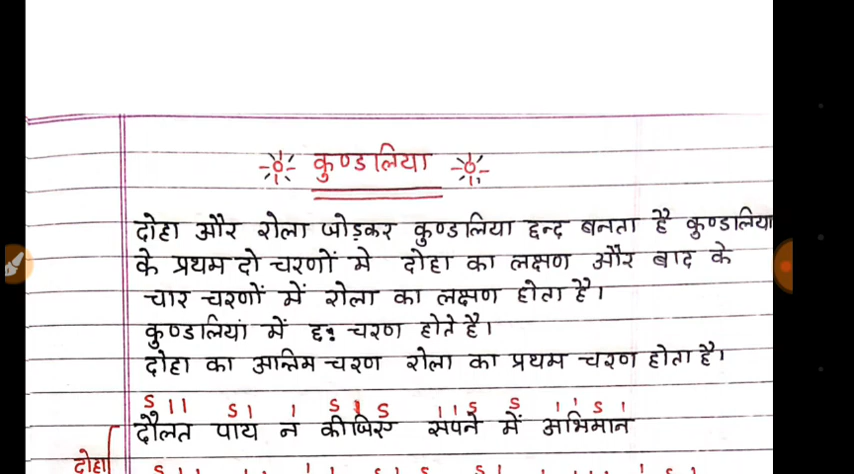 कुण्डलिया
दोहा और रोला जोड़कर कुण्डलिया छन्द बनता है कुण्डलिया
के प्रथम दो चरणों मे दोहा का लक्षण और बाद के
चार चरणों में रोला का लक्षण होता है।
कुण्डलियां में छः चरण होते है।
दोहा का अन्तिम चरण रोला का प्रथम चरण होता है।
S I I S I I S I S I I S S I I S I
दौलत पाय न कीजिए सपने में अभिमान
दोहा